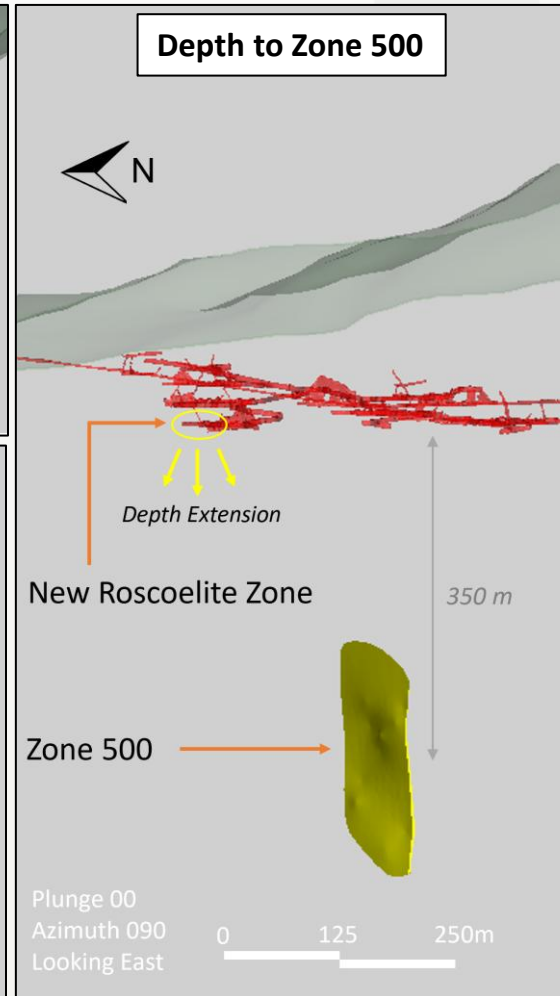 Depth to Zone 500
N
Depth Extension
New Roscoelite Zone
350 m
Zone 500
Plunge 00
Azimuth 090
Looking East
0 125 250m